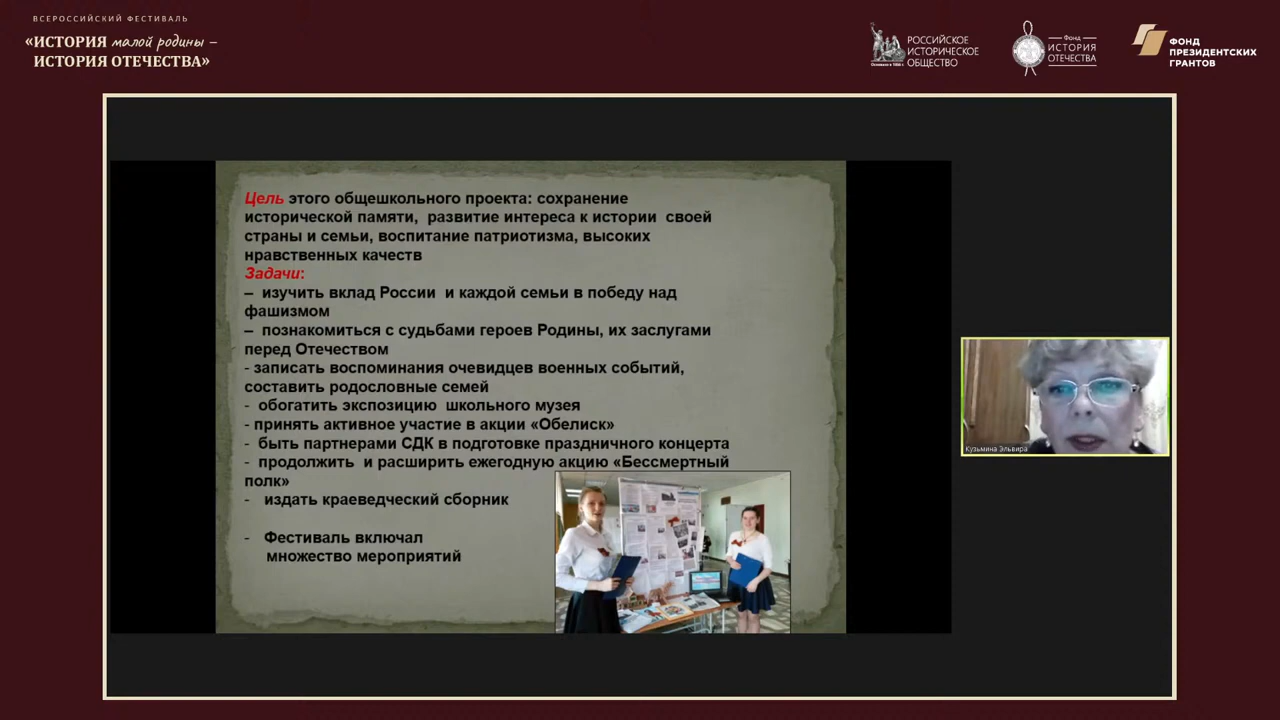 ВСЕРОССИЙСКИЙ ФЕСТИВАЛЬ
«ИСТОРИЯ малой родины –
ИСТОРИЯ ОТЕЧЕСТВА»
РОССИЙСКОЕ
ИСТОРИЧЕСКОЕ
ОБЩЕСТВО
Основано в 1866 г.
Фонд
ИСТОРИЯ
ОТЕЧЕСТВА
ФОНД
ПРЕЗИДЕНТСКИХ
ГРАНТОВ
Цель этого общешкольного проекта: сохранение
исторической памяти, развитие интереса к истории своей
страны и семьи, воспитание патриотизма, высоких
нравственных качеств
Задачи:
– изучить вклад России и каждой семьи в победу над
фашизмом
– познакомиться с судьбами героев Родины, их заслугами
перед Отечеством
- записать воспоминания очевидцев военных событий,
составить родословные семей
- обогатить экспозицию школьного музея
- принять активное участие в акции «Обелиск»
- быть партнерами СДК в подготовке праздничного концерта
- продолжить и расширить ежегодную акцию «Бессмертный
полк»
- издать краеведческий сборник
- Фестиваль включал
множество мероприятий
Кузьмина Эльвира